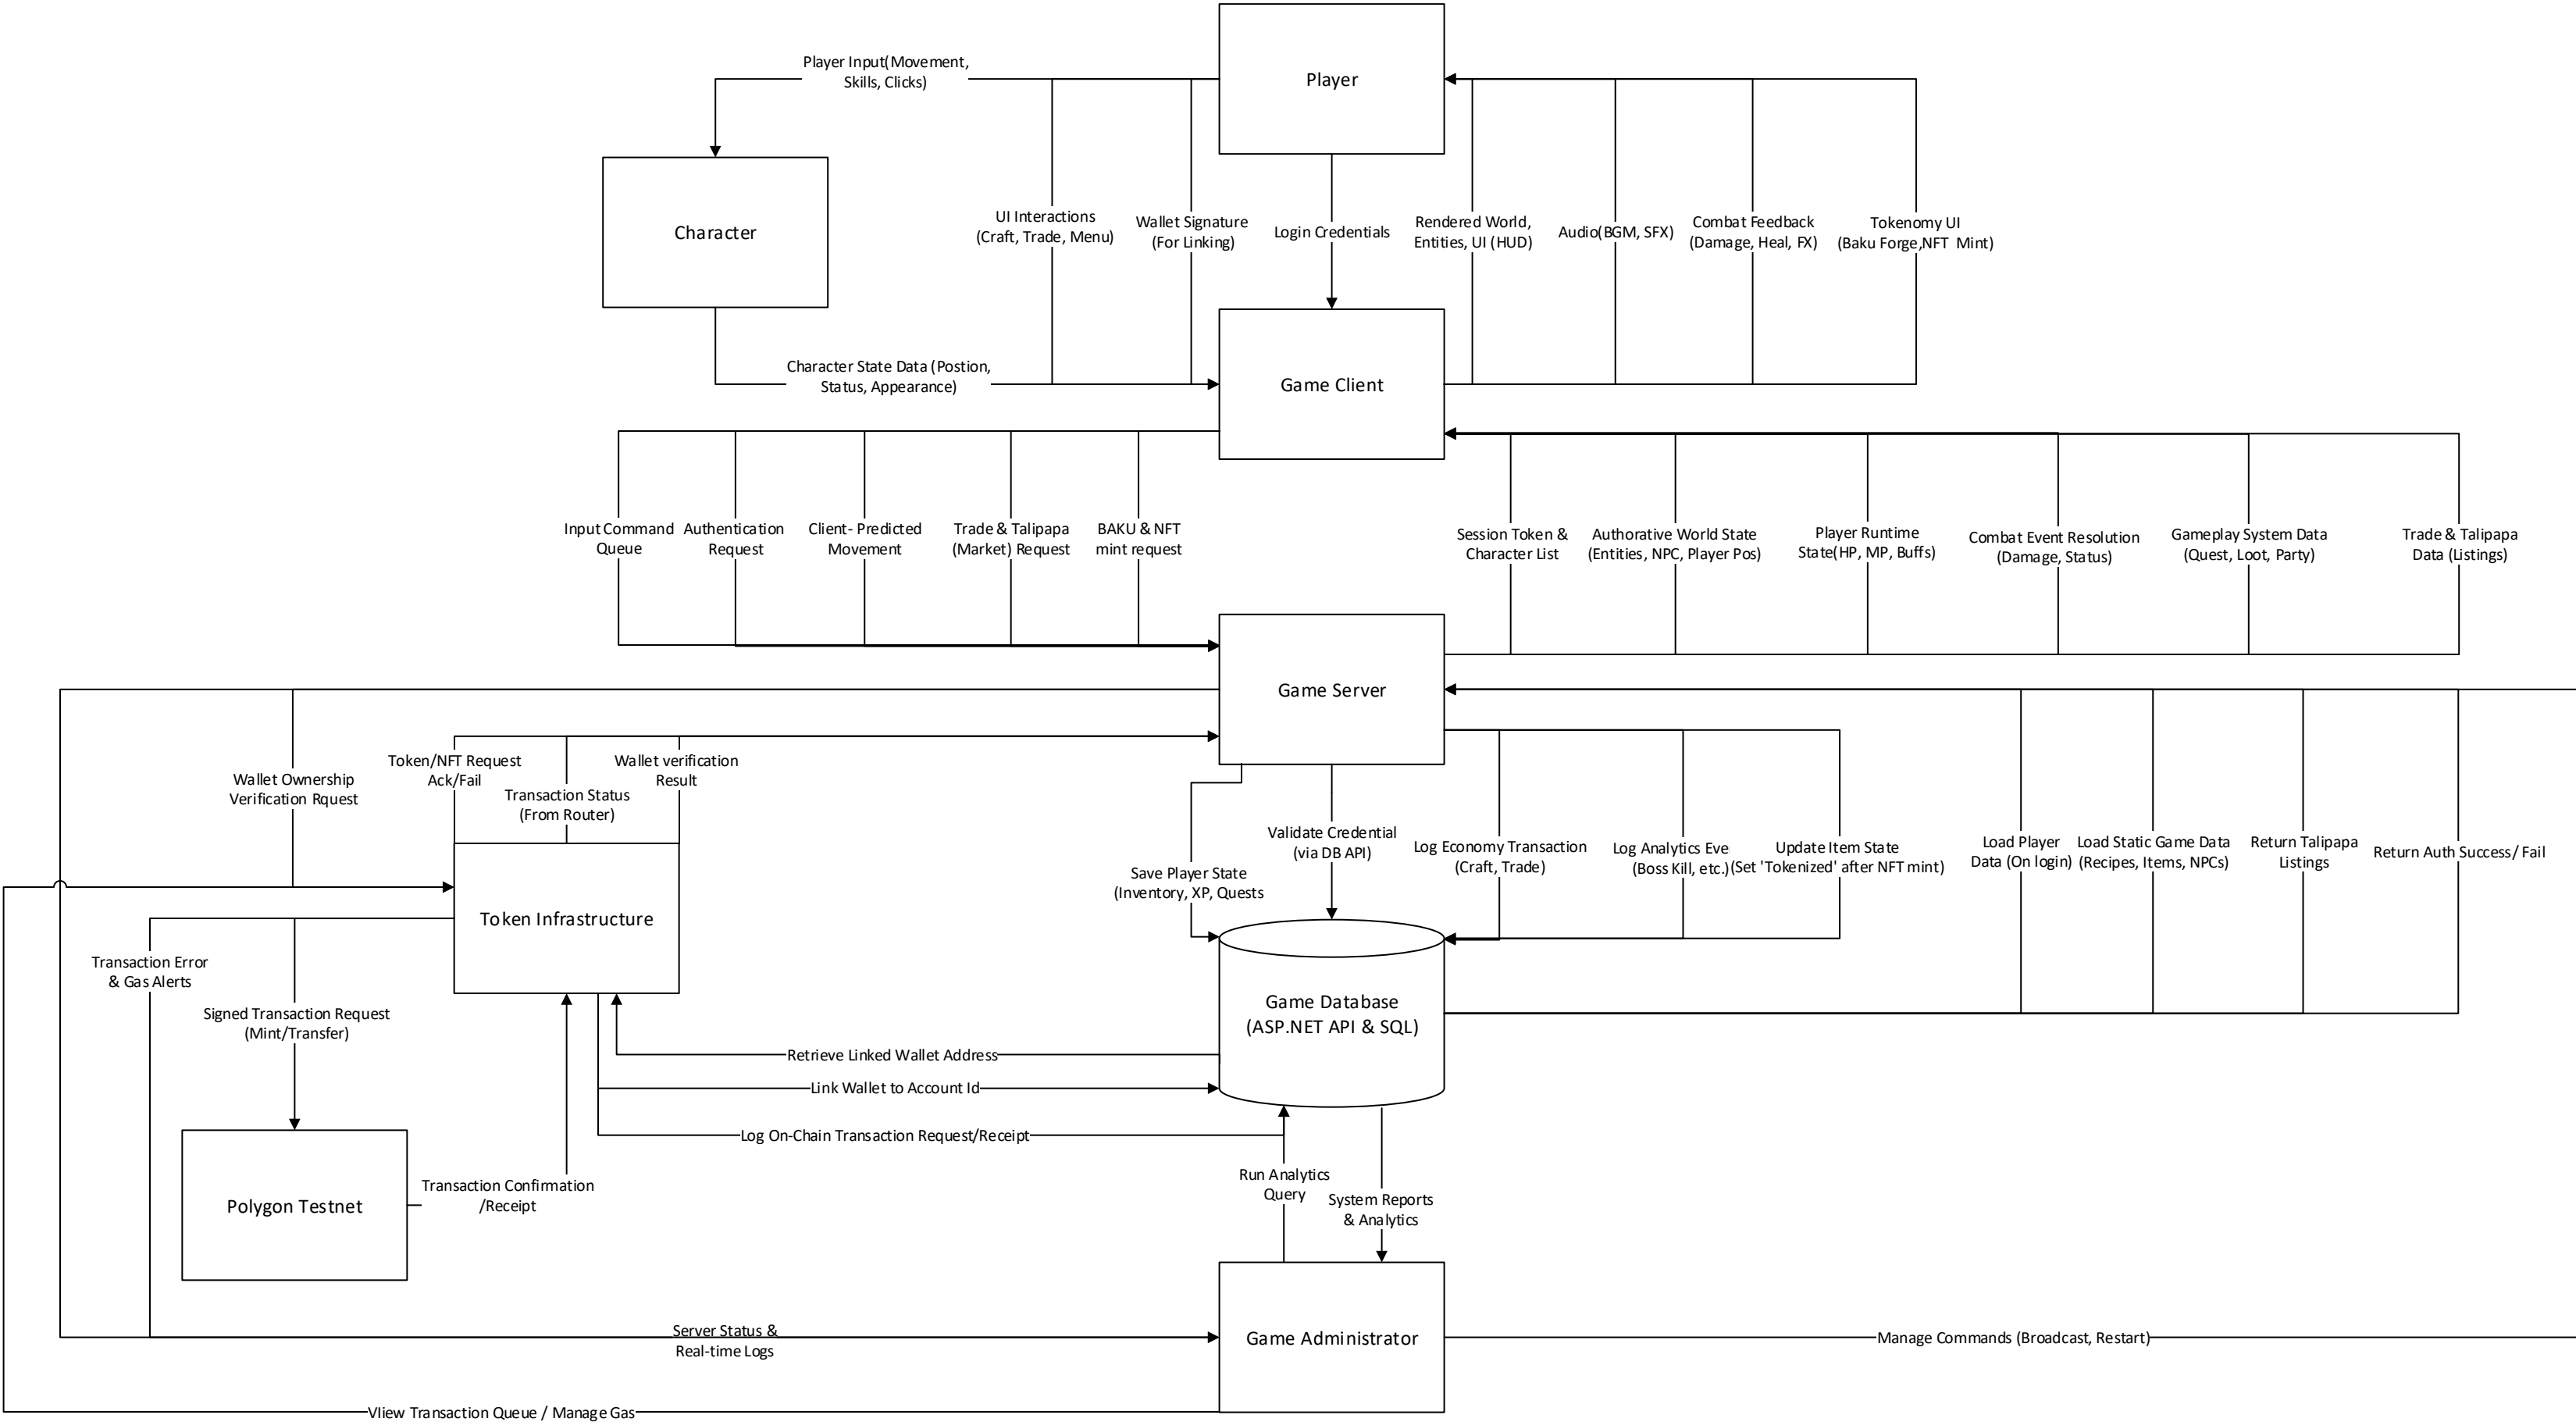 Player
Player Input(Movement,
Skills, Clicks)
Character
UI Interactions
(Craft, Trade, Menu)
Wallet Signature
(For Linking)
Login Credentials
Rendered World,
Entities, UI (HUD)
Audio(BGM, SFX)
Combat Feedback
(Damage, Heal, FX)
Tokenomy UI
(Baku Forge,NFT Mint)
Character State Data (Postion,
Status, Appearance)
Game Client
Input Command
Queue
Authentication
Request
Client- Predicted
Movement
Trade & Talipapa
(Market) Request
BAKU & NFT
mint request
Session Token &
Character List
Authorative World State
(Entities, NPC, Player Pos)
Player Runtime
State(HP, MP, Buffs)
Combat Event Resolution
(Damage, Status)
Gameplay System Data
(Quest, Loot, Party)
Trade & Talipapa
Data (Listings)
Game Server
Wallet Ownership
Verification Rquest
Token/NFT Request
Ack/Fail
Transaction Status
(From Router)
Wallet verification
Result
Save Player State
(Inventory, XP, Quests
Validate Credential
(via DB API)
Log Economy Transaction
(Craft, Trade)
Log Analytics Eve
(Boss Kill, etc.)
Update Item State
(Set 'Tokenized' after NFT mint)
Load Player
Data (On login)
Load Static Game Data
(Recipes, Items, NPCs)
Return Talipapa
Listings
Return Auth Success/ Fail
Token Infrastructure
Transaction Error
& Gas Alerts
Signed Transaction Request
(Mint/Transfer)
Game Database
(ASP.NET API & SQL)
Retrieve Linked Wallet Address
Link Wallet to Account Id
Log On-Chain Transaction Request/Receipt
Polygon Testnet
Transaction Confirmation
/Receipt
Run Analytics
Query
System Reports
& Analytics
Server Status &
Real-time Logs
Game Administrator
Manage Commands (Broadcast, Restart)
VIiew Transaction Queue / Manage Gas